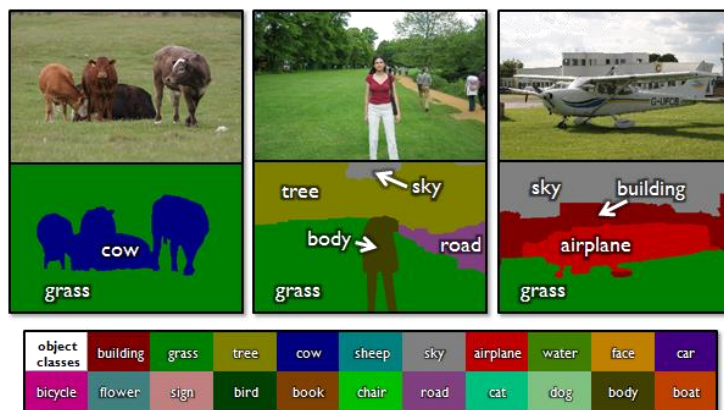 G-UFCB
cow
grass
tree
sky
body
road
grass
sky
building
airplane
grass
object classes building grass tree cow sheep sky airplane water face car
bicycle flower sign bird book chair road cat dog body boat